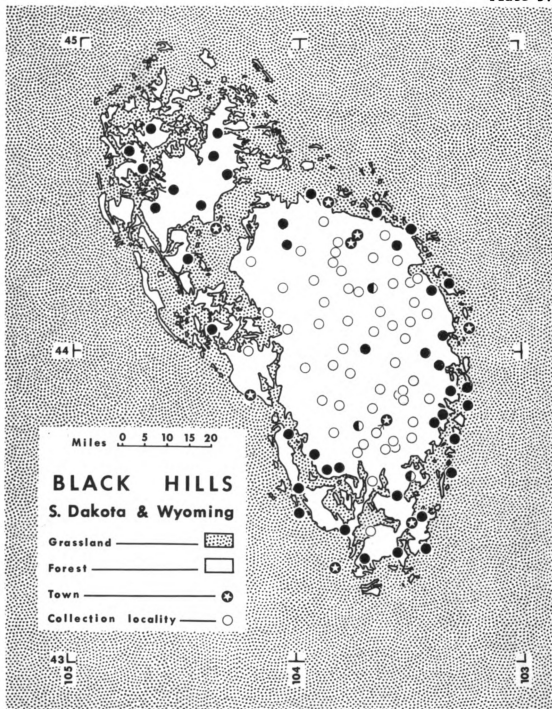 45
44
104
Miles 0 5 10 15 20
BLACK HILLS
S. Dakota & Wyoming
Grassland
Forest
Town
Collection locality
43
105
104
103